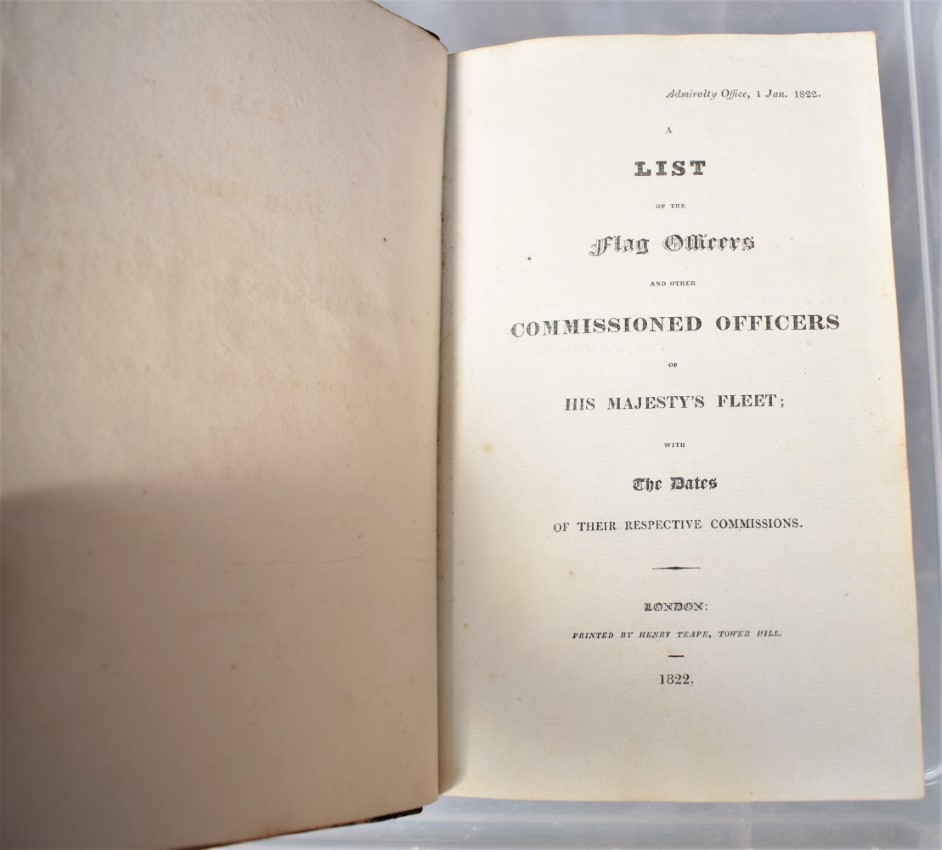 Admiralty Office, 1 Jan. 1822.
A
LIST
OF THE
Flag Officers
AND OTHER
COMMISSIONED OFFICERS
OF
HIS MAJESTY'S FLEET;
WITH
The Dates
OF THEIR RESPECTIVE COMMISSIONS.
LONDON:
PRINTED BY HENRY TEAPE, TOWER HILL.
1822.